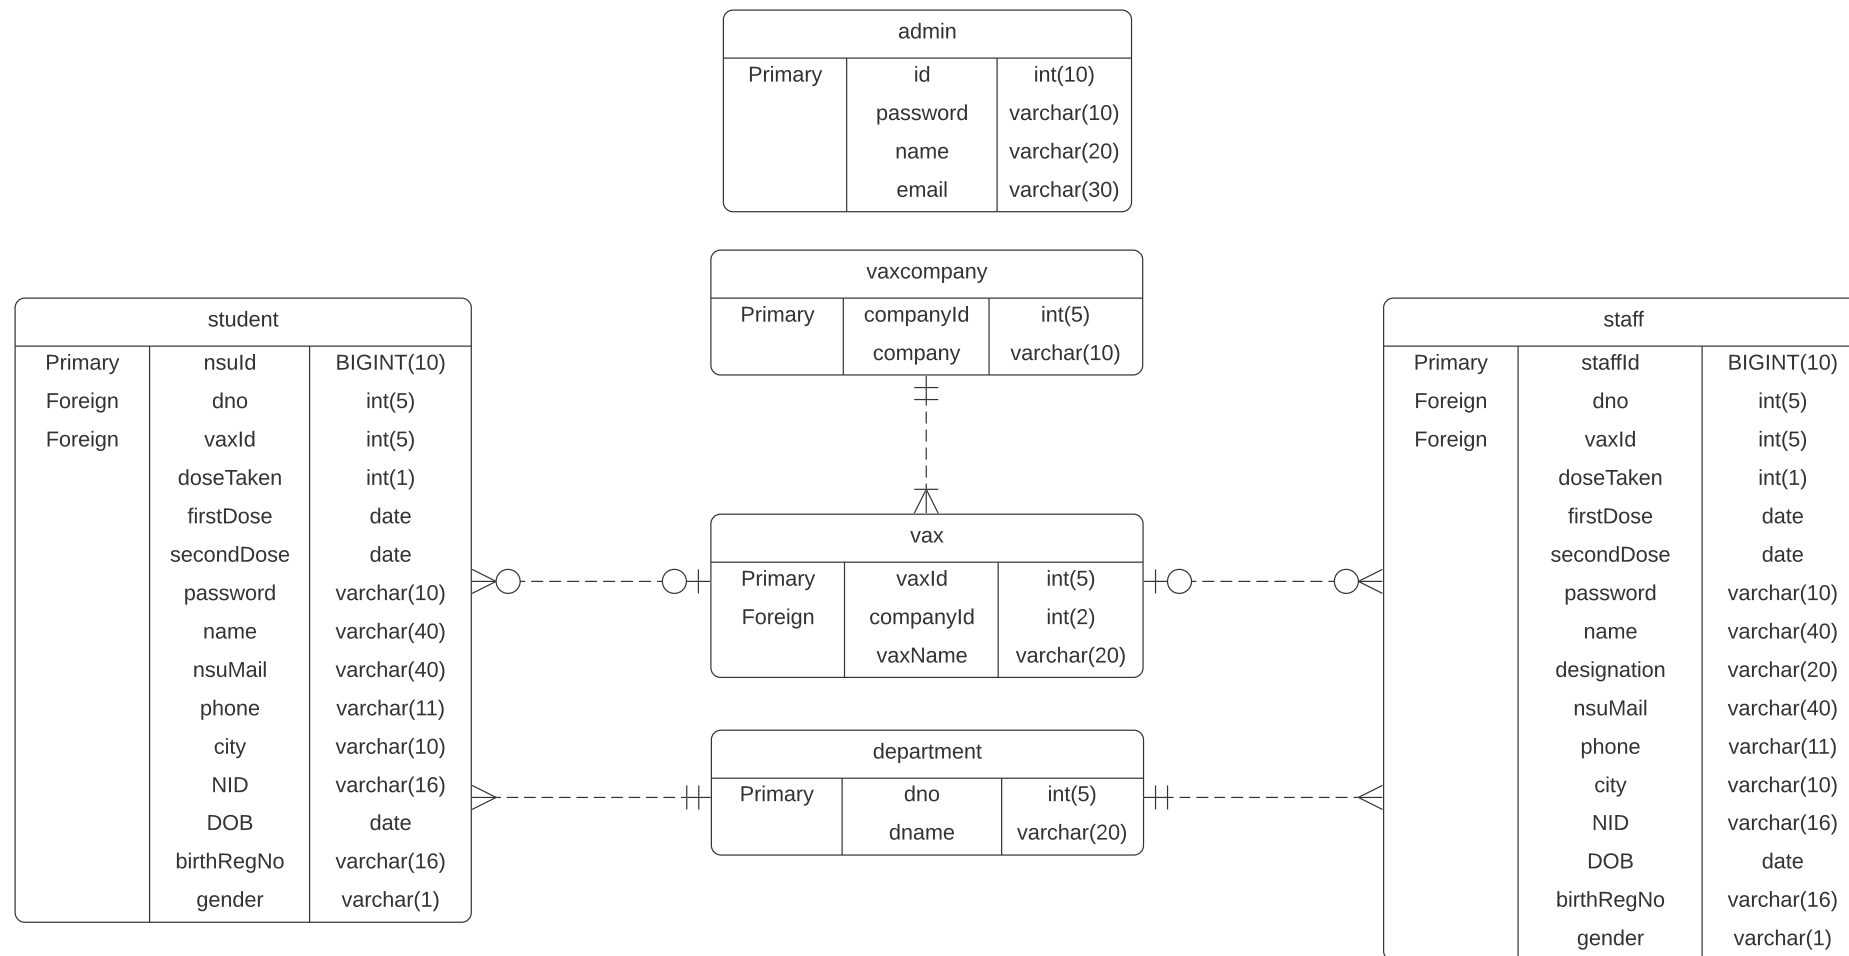 admin
Primary id int(10)
password varchar(10)
name varchar(20)
email varchar(30)
vaxcompany
Primary companyId int(5)
company varchar(10)
student
Primary nsuId BIGINT(10)
Foreign dno int(5)
Foreign vaxId int(5)
doseTaken int(1)
firstDose date
secondDose date
password varchar(10)
name varchar(40)
nsuMail varchar(40)
phone varchar(11)
city varchar(10)
NID varchar(16)
DOB date
birthRegNo varchar(16)
gender varchar(1)
vax
Primary vaxId int(5)
Foreign companyId int(2)
vaxName varchar(20)
department
Primary dno int(5)
dname varchar(20)
staff
Primary staffId BIGINT(10)
Foreign dno int(5)
Foreign vaxId int(5)
doseTaken int(1)
firstDose date
secondDose date
password varchar(10)
name varchar(40)
designation varchar(20)
nsuMail varchar(40)
phone varchar(11)
city varchar(10)
NID varchar(16)
DOB date
birthRegNo varchar(16)
gender varchar(1)